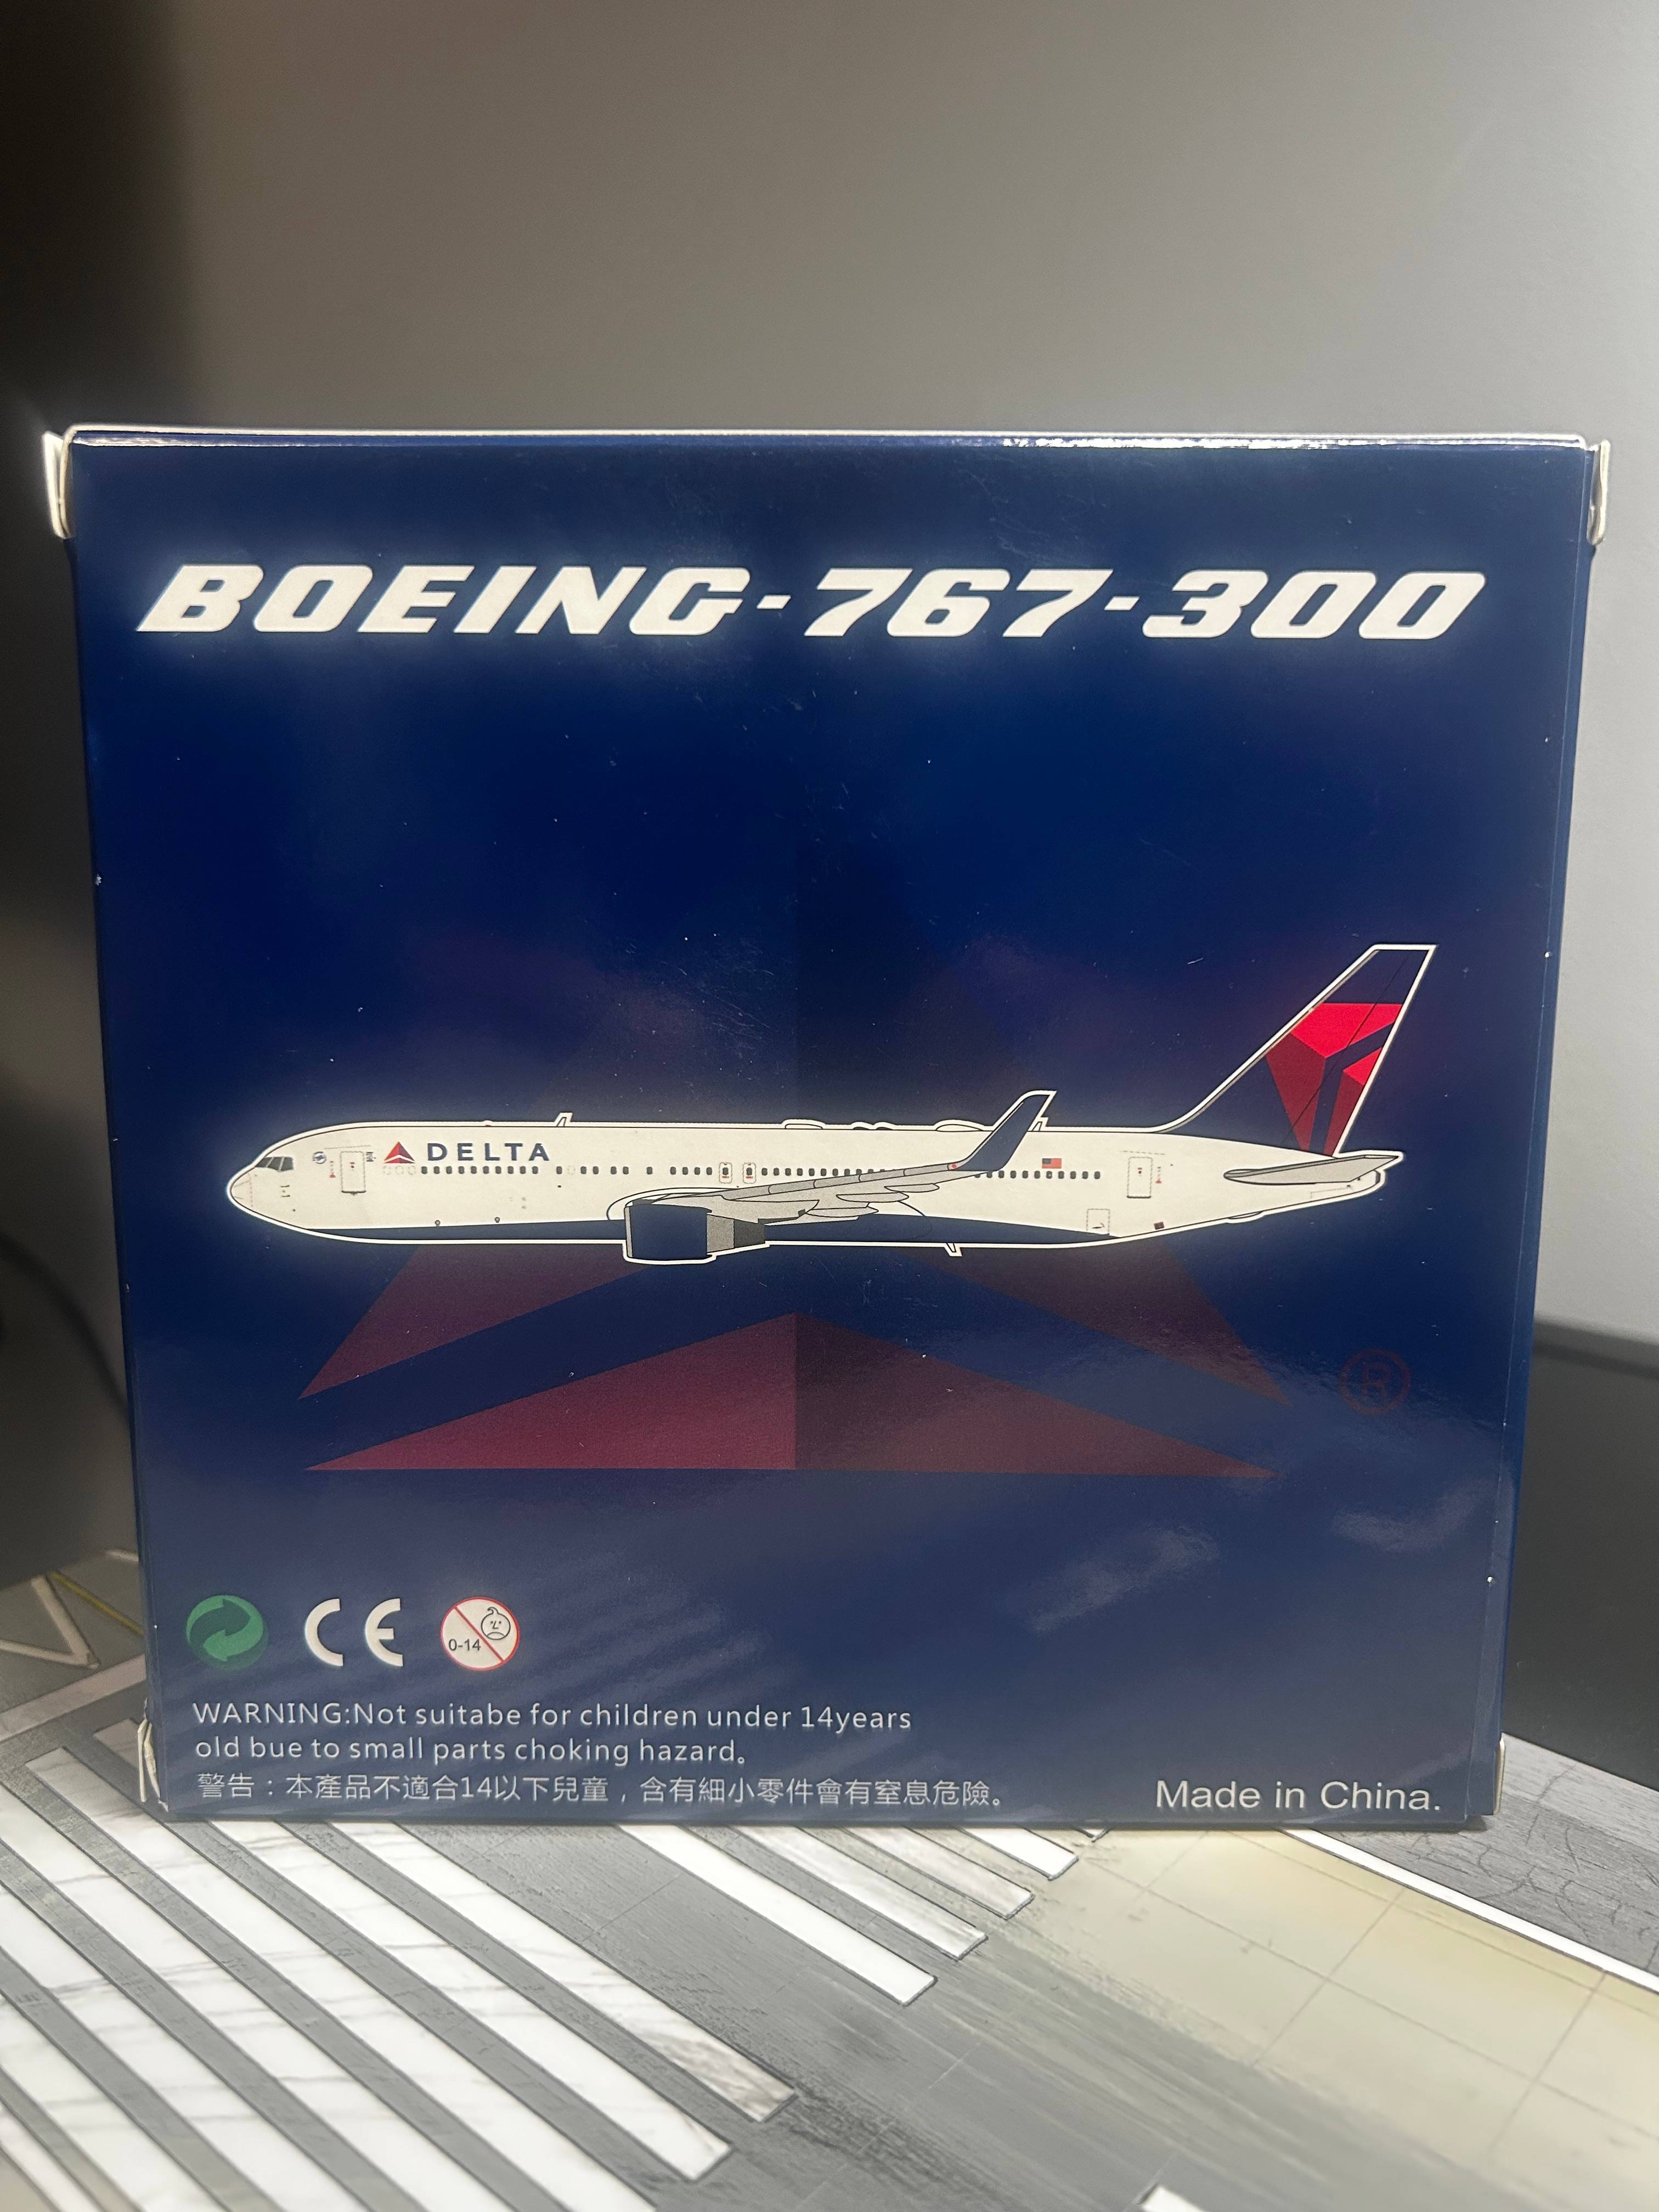 BOEING-767-300
DELTA
®
CE
0-14
WARNING:Not suitabe for children under 14years
old bue to small parts choking hazard。
警告：本產品不適合14以下兒童，含有細小零件會有窒息危險。
Made in China.